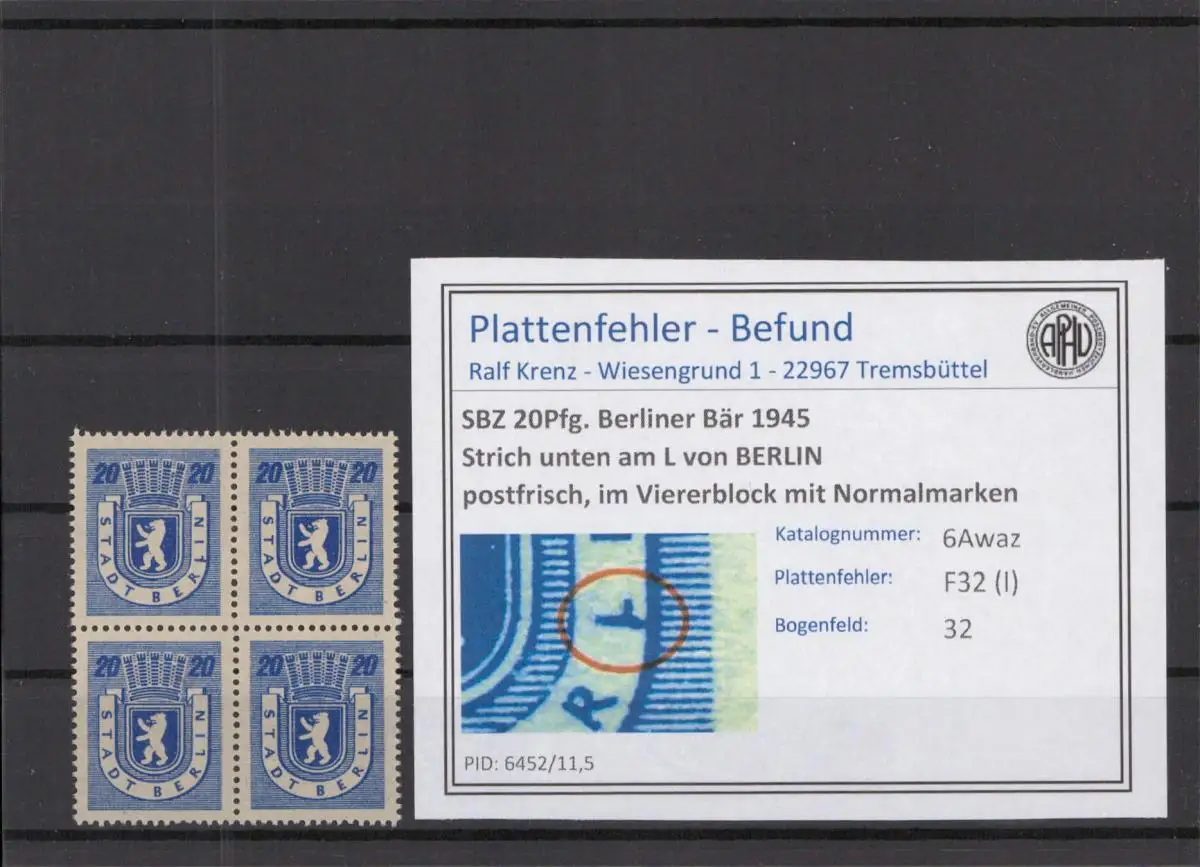 Plattenfehler - Befund
Ralf Krenz - Wiesengrund 1 - 22967 Tremsbüttel
APHV
SBZ 20Pfg. Berliner Bär 1945
Strich unten am L von BERLIN
postfrisch, im Viererblock mit Normalmarken
Katalognummer: 6Awaz
Plattenfehler: F32 (I)
Bogenfeld: 32
R L
PID: 6452/11,5
20 20
STADT BERLIN
20 20
STADT BERLIN
20 20
STADT BERLIN
20 20
STADT BERLIN